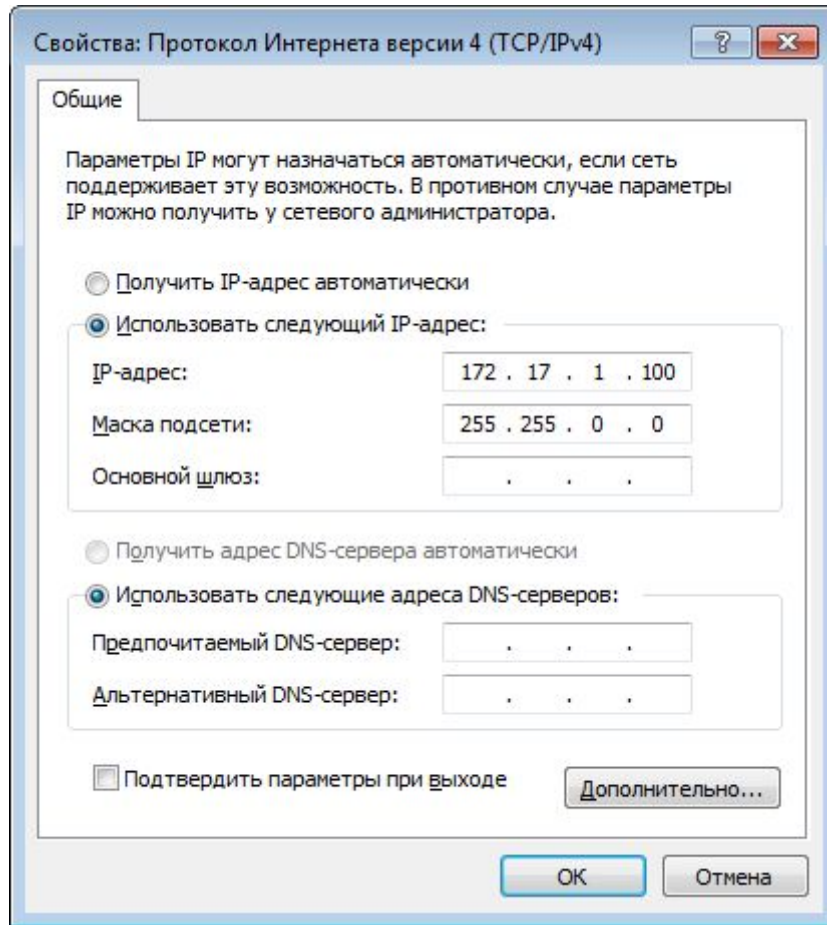 Свойства: Протокол Интернета версии 4 (TCP/IPv4)
Общие
Параметры IP могут назначаться автоматически, если сеть
поддерживает эту возможность. В противном случае параметры
IP можно получить у сетевого администратора.
Получить IP-адрес автоматически
Использовать следующий IP-адрес:
IP-адрес: 172 . 17 . 1 . 100
Маска подсети: 255 . 255 . 0 . 0
Основной шлюз: . . .
Получить адрес DNS-сервера автоматически
Использовать следующие адреса DNS-серверов:
Предпочитаемый DNS-сервер: . . .
Альтернативный DNS-сервер: . . .
Подтвердить параметры при выходе
Дополнительно...
ОК Отмена